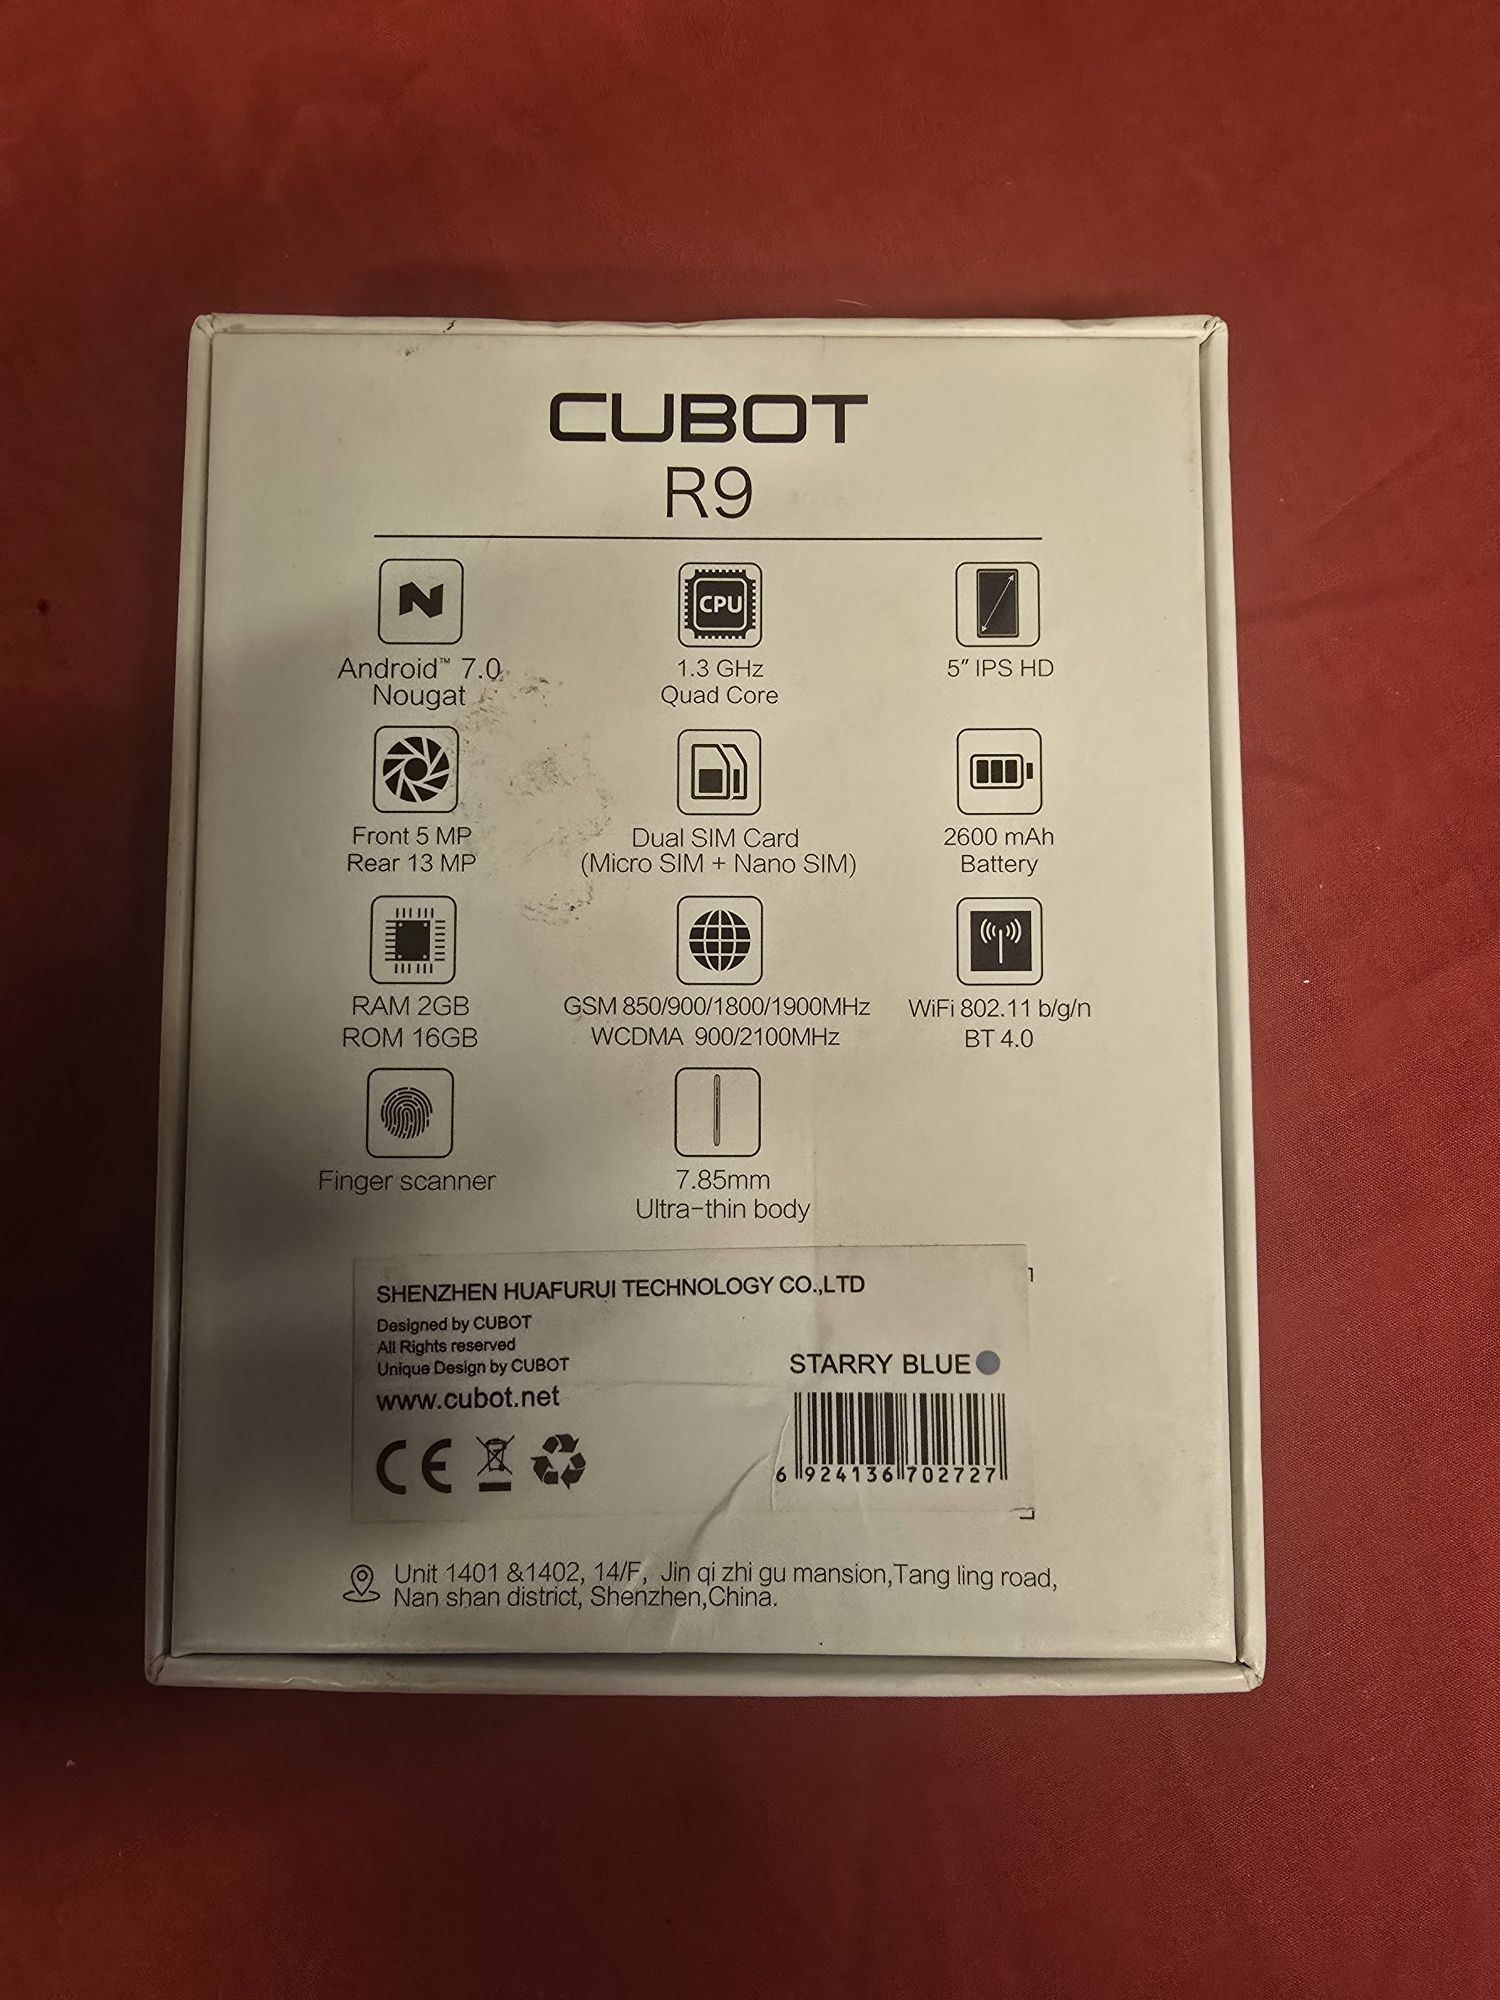 CUBOT
R9
Android™ 7.0
Nougat
CPU
1.3 GHz
Quad Core
5″ IPS HD
Front 5 MP
Rear 13 MP
Dual SIM Card
(Micro SIM + Nano SIM)
2600 mAh
Battery
RAM 2GB
ROM 16GB
GSM 850/900/1800/1900MHz
WCDMA 900/2100MHz
WiFi 802.11 b/g/n
BT 4.0
Finger scanner
7.85mm
Ultra-thin body
SHENZHEN HUAFURUI TECHNOLOGY CO.,LTD
Designed by CUBOT
All Rights reserved
Unique Design by CUBOT
www.cubot.net
CE
STARRY BLUE
6 924136 702727
Unit 1401 &1402, 14/F, Jin qi zhi gu mansion,Tang ling road,
Nan shan district, Shenzhen,China.